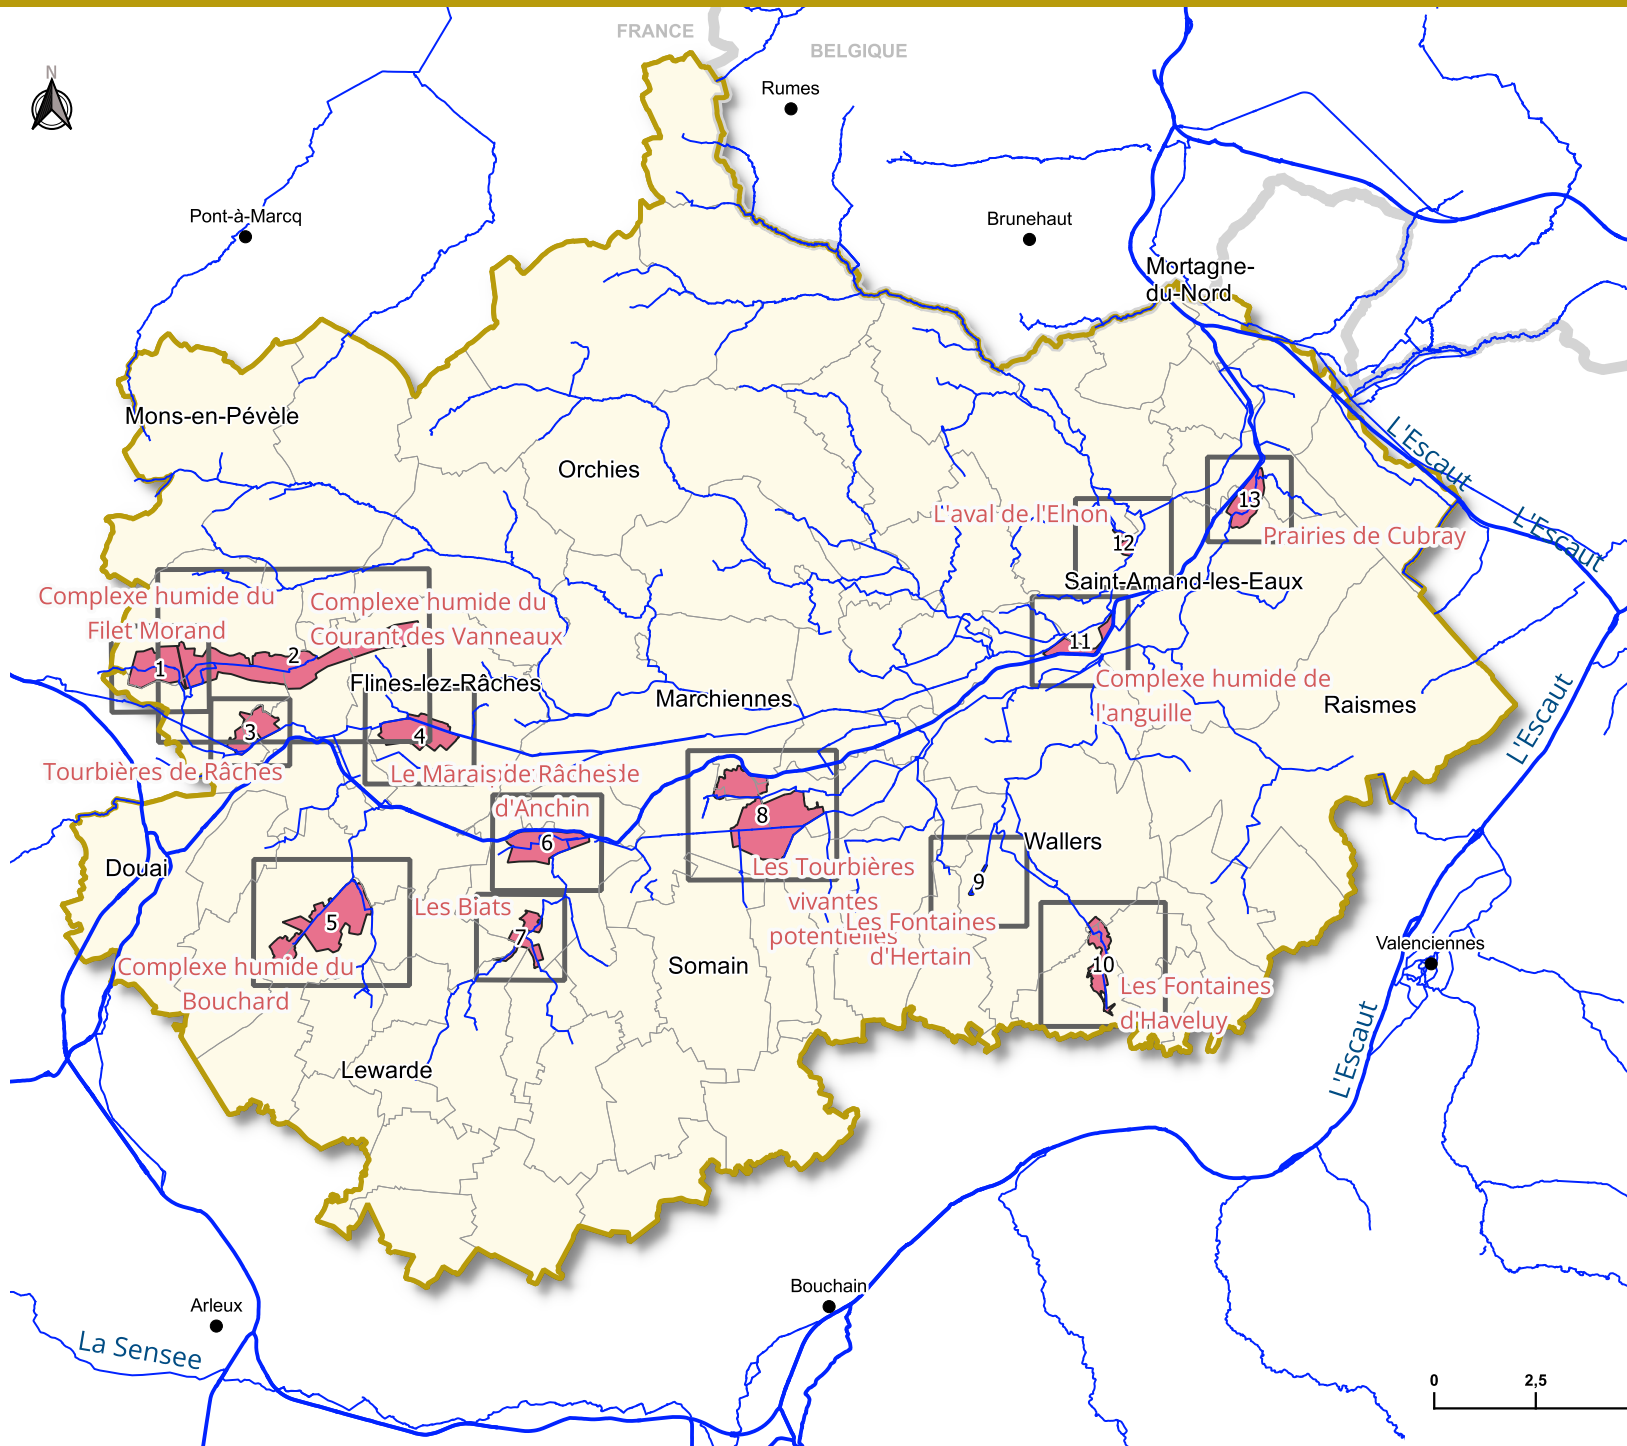 FRANCE
BELGIQUE
N
Rumes
Pont-à-Marcq
Brunehaut
Mortagne-
du-Nord
Mons-en-Pévèle
L'Escaut
Orchies
13
L'aval de l'Elnon
L'Escaut
Prairies de Cubray
12
Saint-Amand-les-Eaux
Complexe humide du
Filet Morand
Complexe humide du
Courant des Vanneaux
11
1
2
Flines-lez-Râches
Complexe humide de
l'anguille
Marchiennes
Raismes
L'Escaut
3
4
Tourbières de Râches
Le Marais de Râches
d'Anchin
8
6
Wallers
Douai
Les Tourbières
vivantes
potentielles
9
Les Biats
5
7
Les Fontaines
d'Hertain
Valenciennes
Complexe humide du
Bouchard
Somain
10
Les Fontaines
d'Haveluy
L'Escaut
Lewarde
Bouchain
Arleux
La Sensee
0
2,5